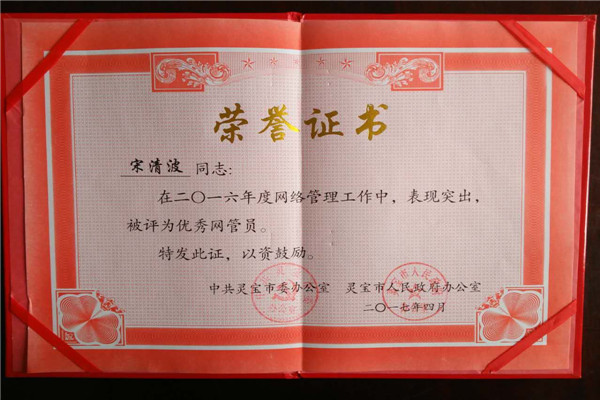 荣誉证书
宋清波 同志:
在二〇一六年度网络管理工作中，表现突出，
被评为优秀网管员。
特发此证，以资鼓励。
中共灵宝市委办公室 灵宝市人民政府办公室
二〇一七年四月